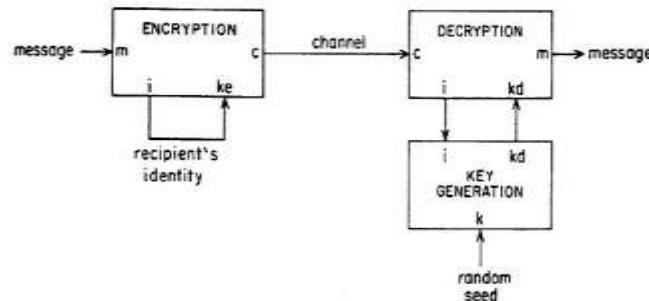 ENCRYPTION
message
m
c
i
ke
recipient's
identity
channel
DECRYPTION
c
m
message
i
kd
i
kd
KEY
GENERATION
k
random
seed